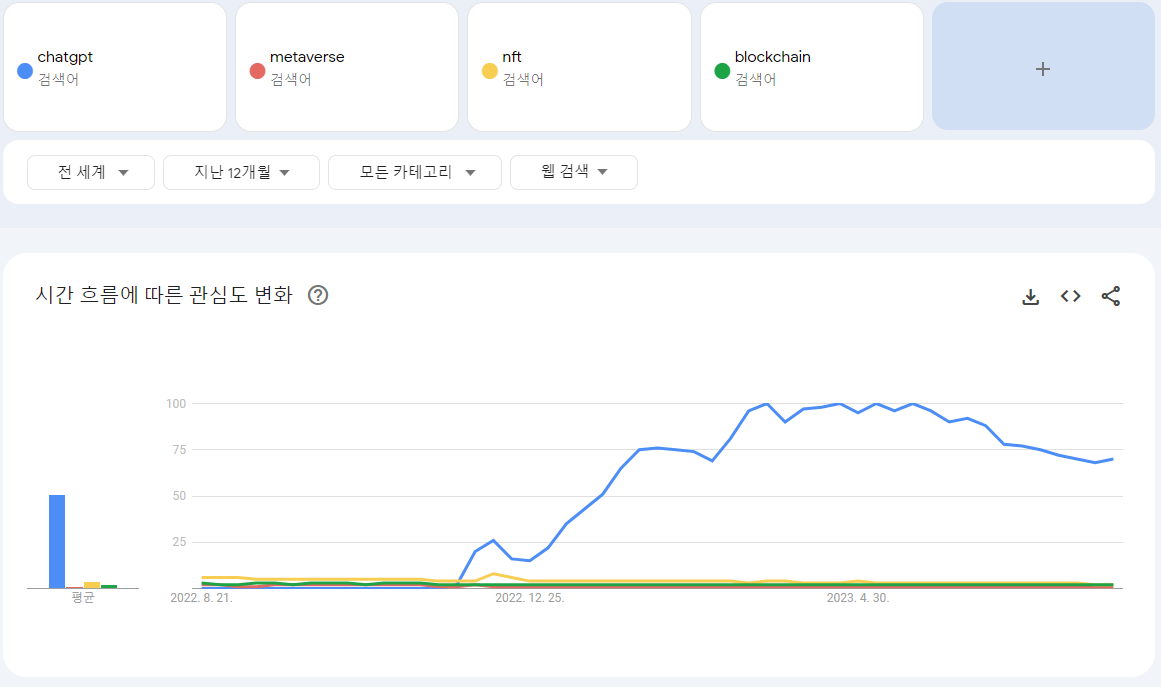 chatgpt
검색어
metaverse
검색어
nft
검색어
blockchain
검색어
+
전 세계
지난 12개월
모든 카테고리
웹 검색
시간 흐름에 따른 관심도 변화
?
100
75
50
25
평균
2022. 8. 21.
2022. 12. 25.
2023. 4. 30.